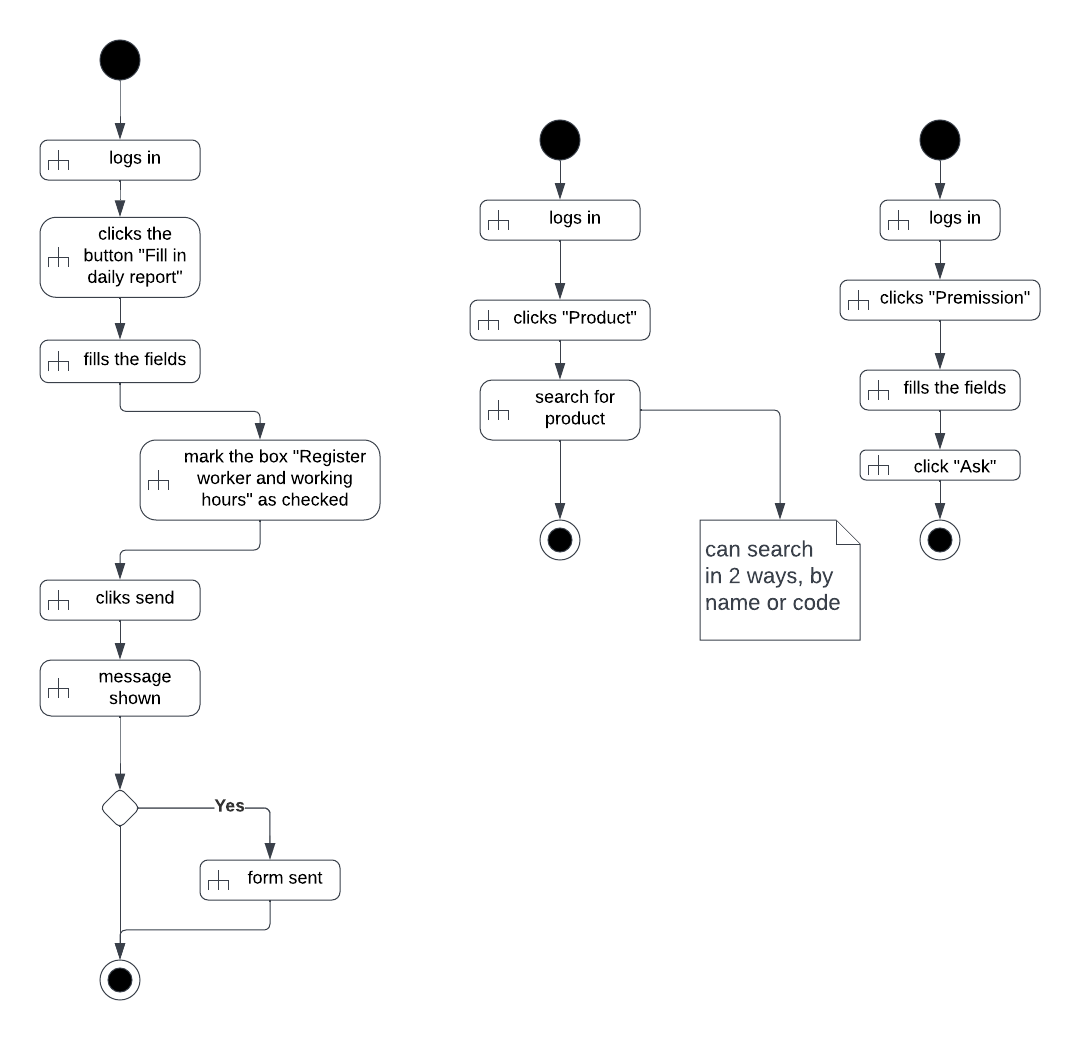 logs in
clicks the
button "Fill in
daily report"
fills the fields
mark the box "Register
worker and working
hours" as checked
cliks send
message
shown
Yes
form sent
logs in
clicks "Product"
search for
product
can search
in 2 ways, by
name or code
logs in
clicks "Premission"
fills the fields
click "Ask"